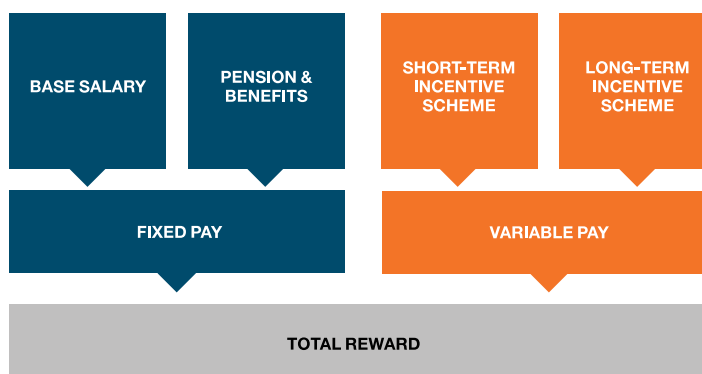 BASE SALARY
PENSION &
BENEFITS
SHORT-TERM
INCENTIVE
SCHEME
LONG-TERM
INCENTIVE
SCHEME
FIXED PAY
VARIABLE PAY
TOTAL REWARD